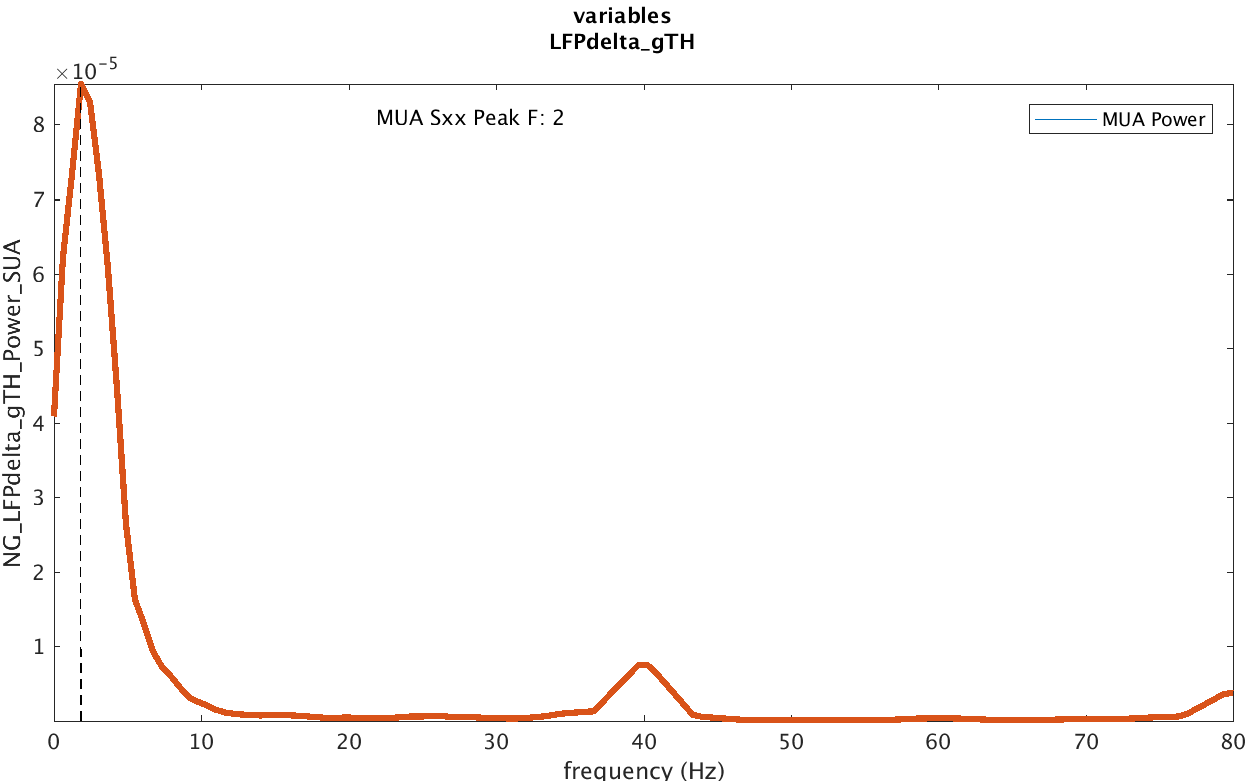 variables
LFPdelta_gTH
×10⁻⁵
MUA Sxx Peak F: 2
MUA Power
NG_LFPdelta_gTH_Power_SUA
8
7
6
5
4
3
2
1
0 10 20 30 40 50 60 70 80
frequency (Hz)